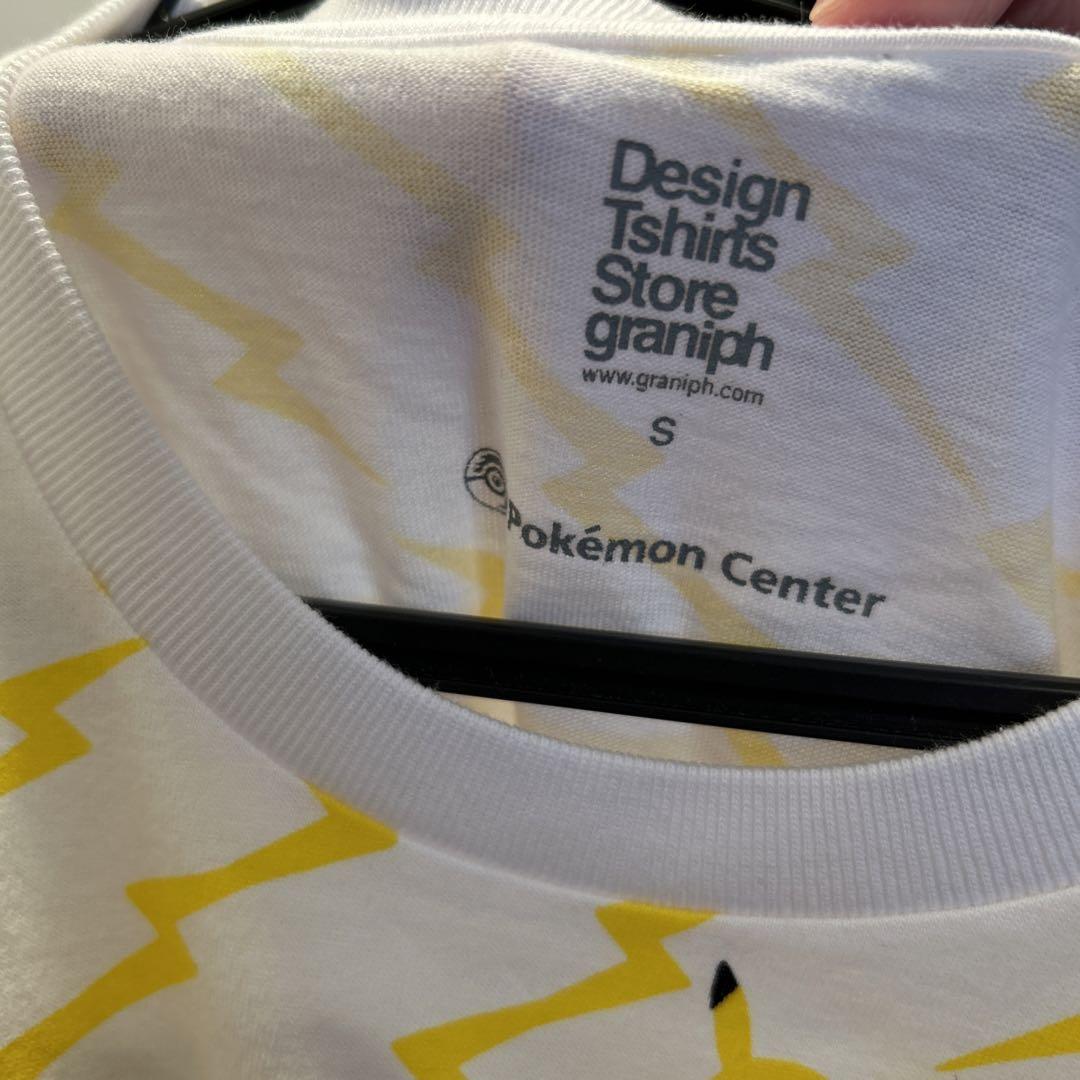 Design
Tshirts
Store
graniph
www.graniph.com
S
Pokémon Center